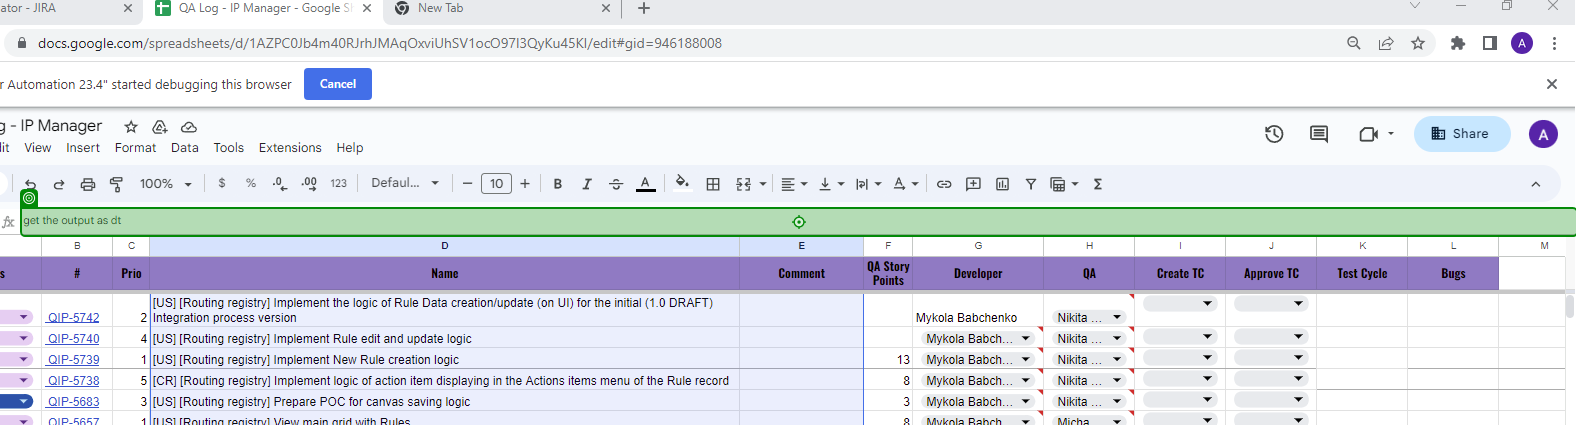 ator - JIRA
QA Log - IP Manager - Google Sh
New Tab
docs.google.com/spreadsheets/d/1AZPC0Jb4m40RJrhJMAqOxviUhSV1ocO97I3QyKu45KI/edit#gid=946188008
A
r Automation 23.4" started debugging this browser
Cancel
g - IP Manager
Share
A
it View Insert Format Data Tools Extensions Help
100% $ % .0 .00 123 Defaul... 10 B I S A
fx get the output as dt
B C D E F G H I J K L M
s # Prio Name Comment QA Story Points Developer QA Create TC Approve TC Test Cycle Bugs
[US] [Routing registry] Implement the logic of Rule Data creation/update (on UI) for the initial (1.0 DRAFT)
QIP-5742 2 Integration process version Mykola Babchenko Nikita ...
QIP-5740 4 [US] [Routing registry] Implement Rule edit and update logic Mykola Babch... Nikita ...
QIP-5739 1 [US] [Routing registry] Implement New Rule creation logic 13 Mykola Babch... Nikita ...
QIP-5738 5 [CR] [Routing registry] Implement logic of action item displaying in the Actions items menu of the Rule record 8 Mykola Babch... Nikita ...
QIP-5683 3 [US] [Routing registry] Prepare POC for canvas saving logic 3 Mykola Babch... Nikita ...
QIP-5657 1 [US] [Routing registry] View main grid with Rules 8 Mykola Babch Micha